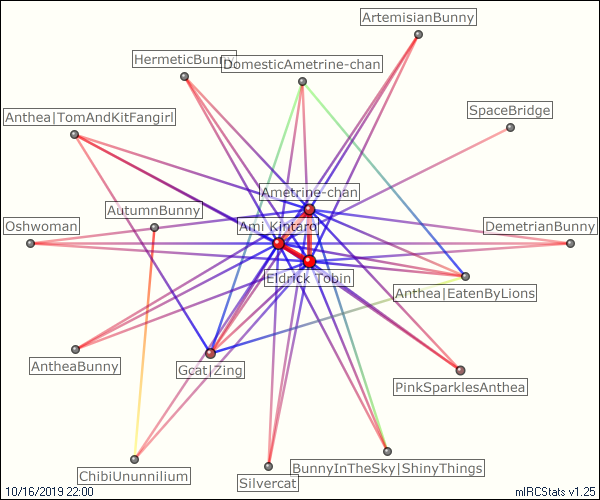 ArtemisianBunny
HermeticBunny
DomesticAmetrine-chan
SpaceBridge
Anthea|TomAndKitFangirl
Ametrine-chan
AutumnBunny
Ami Kintaro
Oshwoman
DemetrianBunny
Eldrick Tobin
Anthea|EatenByLions
AntheaBunny
Gcat|Zing
PinkSparklesAnthea
BunnyInTheSky|ShinyThings
ChibiUnunnilium
Silvercat
10/16/2019 22:00
mIRCStats v1.25